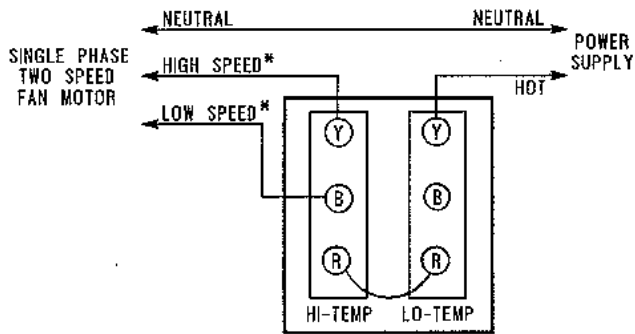 NEUTRAL NEUTRAL
SINGLE PHASE
TWO SPEED
FAN MOTOR
HIGH SPEED*
LOW SPEED*
POWER
SUPPLY
HOT
Y Y
B B
R R
HI-TEMP LO-TEMP